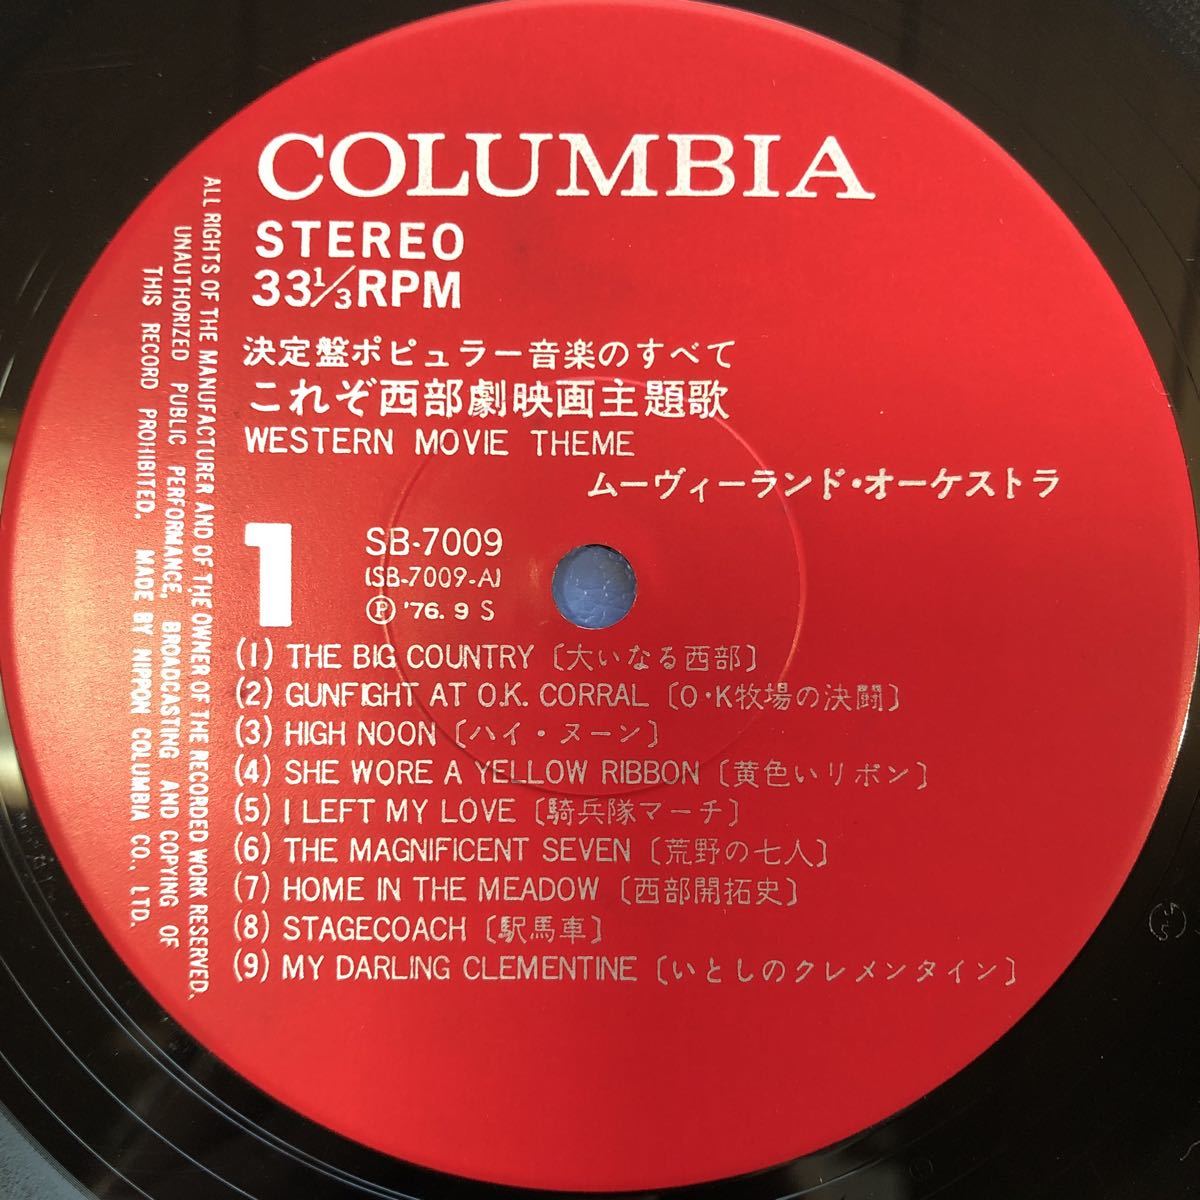 COLUMBIA
STEREO
33⅓RPM
決定盤ポピュラー音楽のすべて
これぞ西部劇映画主題歌
WESTERN MOVIE THEME
ムーヴィーランド・オーケストラ
1
SB-7009
(SB-7009-A)
Ⓟ '76. 9 S
(1) THE BIG COUNTRY〔大いなる西部〕
(2) GUNFIGHT AT O.K. CORRAL〔O・K牧場の決闘〕
(3) HIGH NOON〔ハイ・ヌーン〕
(4) SHE WORE A YELLOW RIBBON〔黄色いリボン〕
(5) I LEFT MY LOVE〔騎兵隊マーチ〕
(6) THE MAGNIFICENT SEVEN〔荒野の七人〕
(7) HOME IN THE MEADOW〔西部開拓史〕
(8) STAGECOACH〔駅馬車〕
(9) MY DARLING CLEMENTINE〔いとしのクレメンタイン〕
ALL RIGHTS OF THE MANUFACTURER AND OF THE OWNER OF THE RECORDED WORK RESERVED.
UNAUTHORIZED PUBLIC PERFORMANCE, BROADCASTING AND COPYING OF
THIS RECORD PROHIBITED. MADE BY NIPPON COLUMBIA CO., LTD.